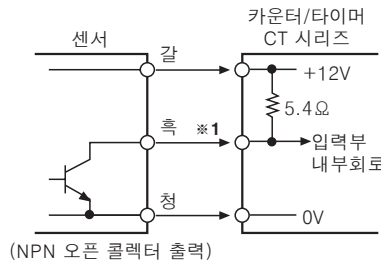 카운터/타이머
센서
CT 시리즈
갈
+12V
5.4Ω
흑 ※1
입력부
내부회로
청
0V
(NPN 오픈 콜렉터 출력)